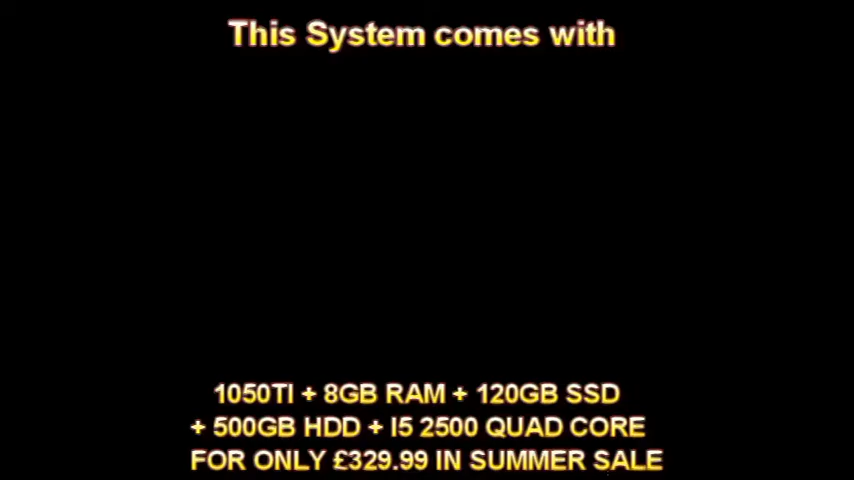 This System comes with
1050TI + 8GB RAM + 120GB SSD
+ 500GB HDD + I5 2500 QUAD CORE
FOR ONLY £329.99 IN SUMMER SALE